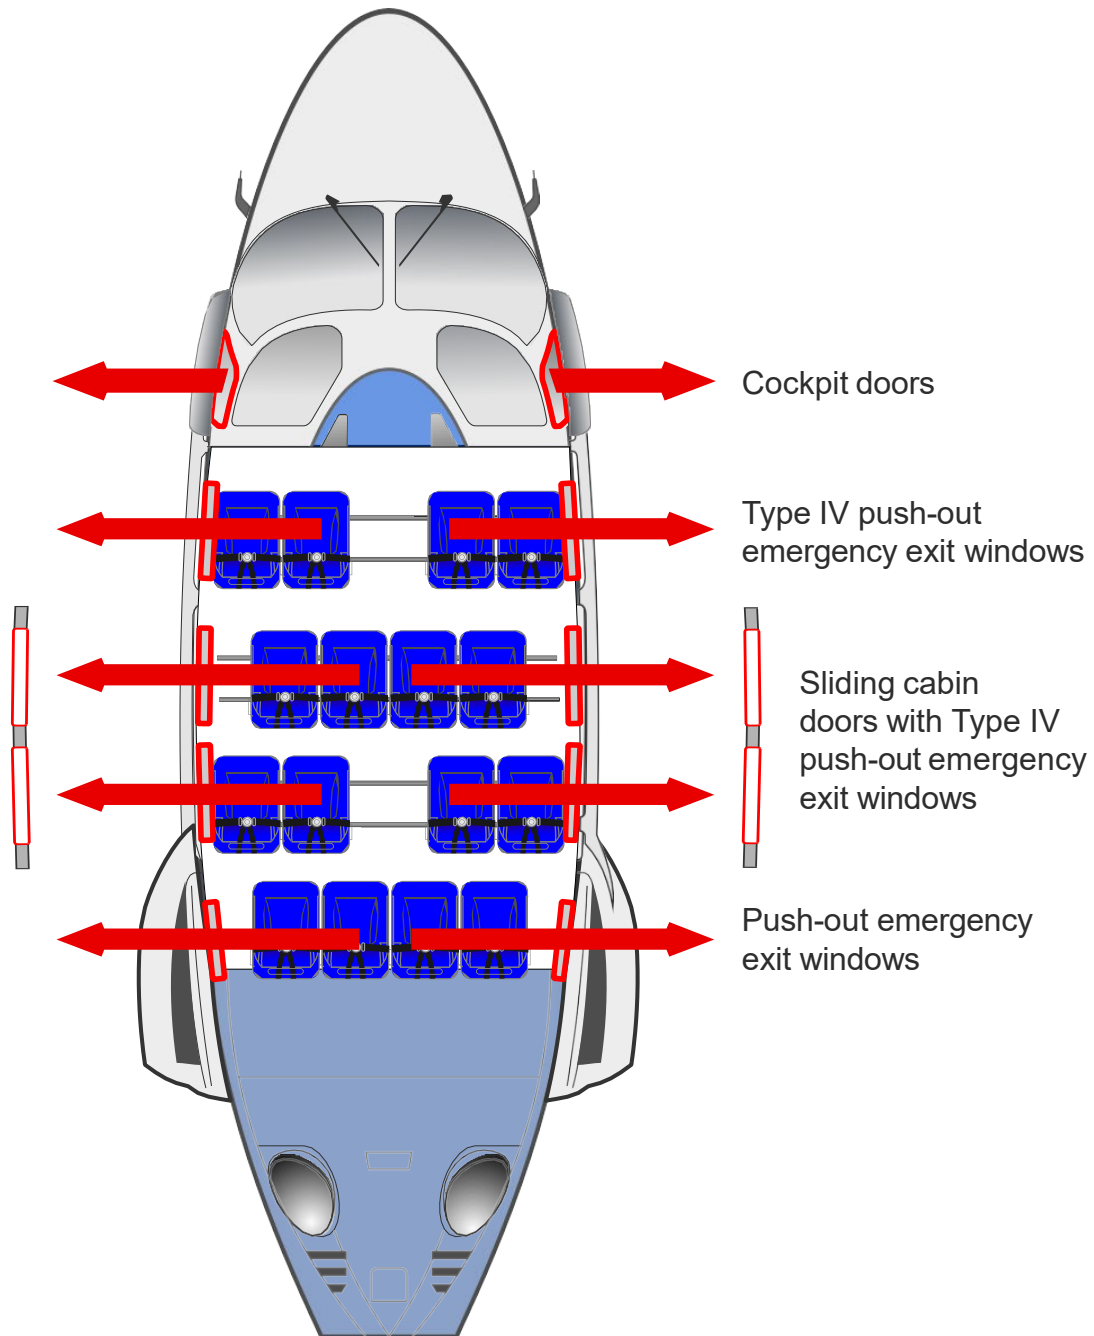 Cockpit doors
Type IV push-out
emergency exit windows
Sliding cabin
doors with Type IV
push-out emergency
exit windows
Push-out emergency
exit windows